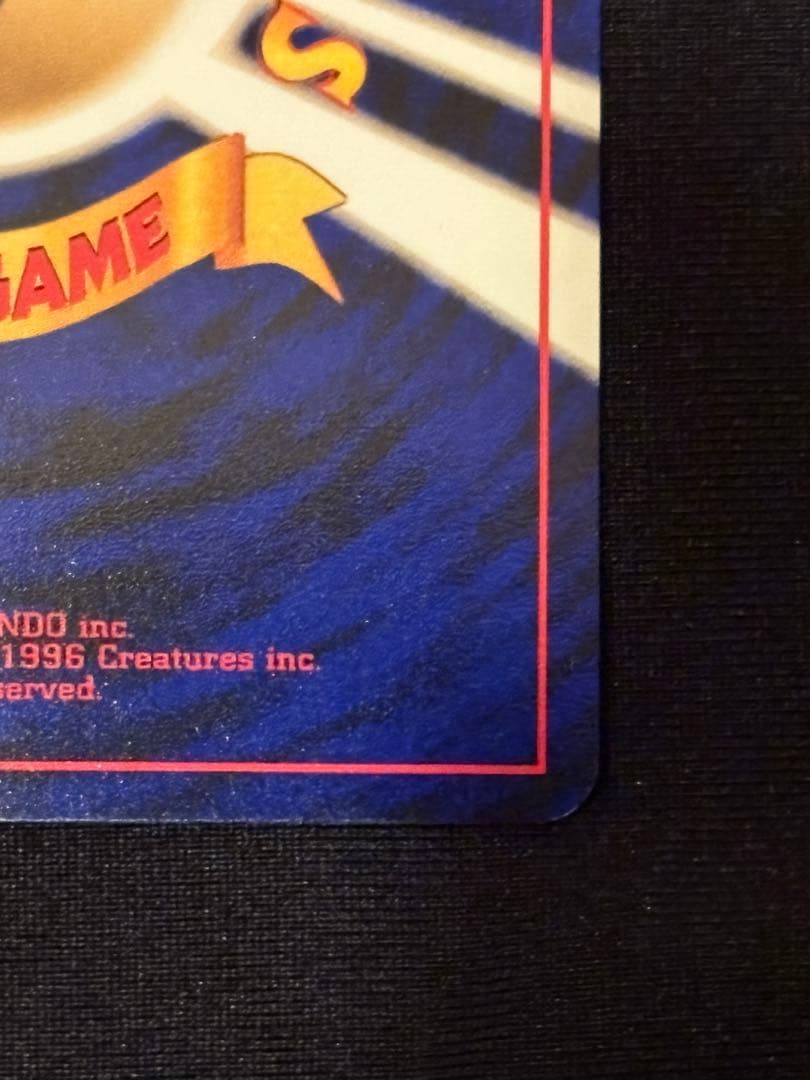 S
GAME
NDO inc.
1996 Creatures inc.
served.